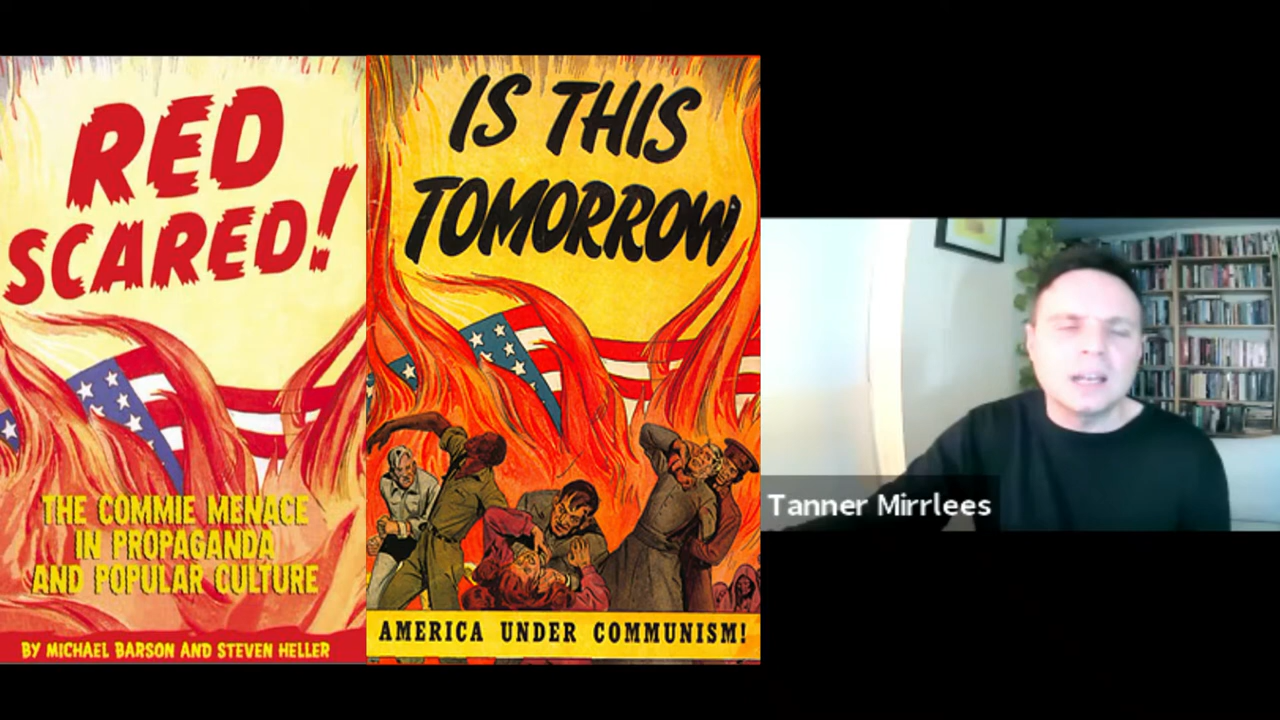 RED
SCARED!
THE COMMIE MENACE
IN PROPAGANDA
AND POPULAR CULTURE
BY MICHAEL BARSON AND STEVEN HELLER
IS THIS
TOMORROW
AMERICA UNDER COMMUNISM!
Tanner Mirrlees